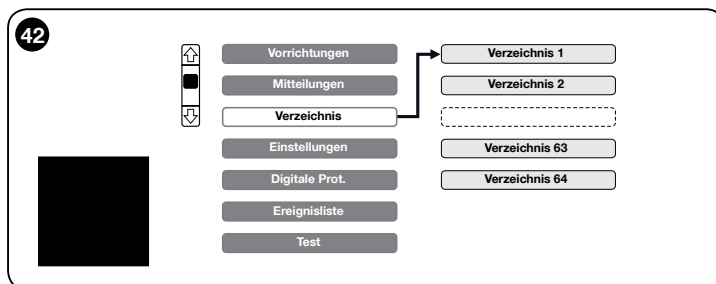 42
Vorrichtungen
Mitteilungen
Verzeichnis
Einstellungen
Digitale Prot.
Ereignisliste
Test
Verzeichnis 1
Verzeichnis 2
Verzeichnis 63
Verzeichnis 64